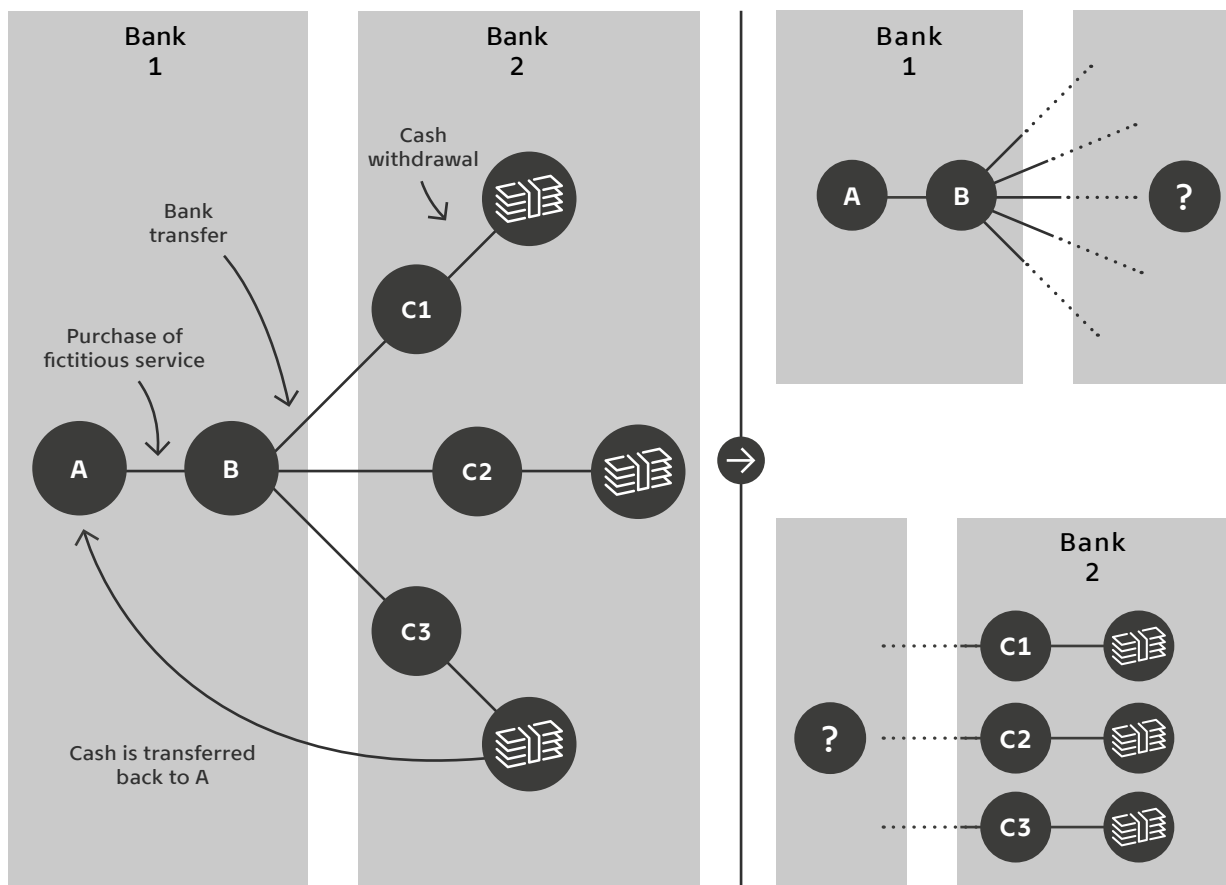 Bank
1
Bank
2
Cash
withdrawal
Bank
transfer
C1
Purchase of
fictitious service
A
B
C2
C3
Cash is transferred
back to A
Bank
1
A
B
?
Bank
2
C1
?
C2
C3